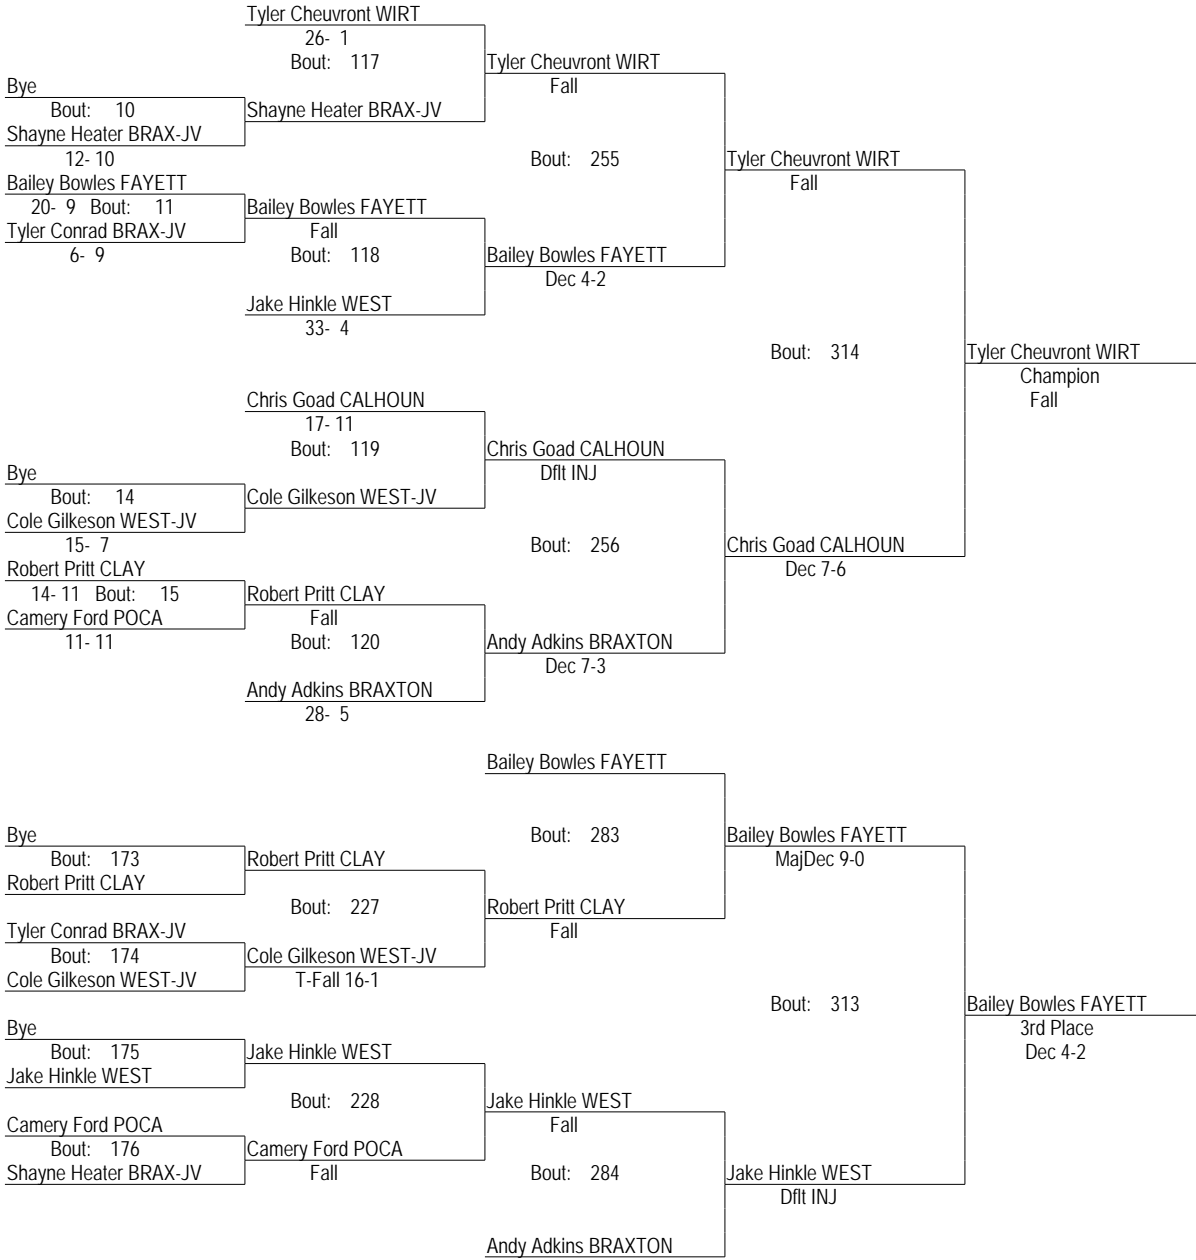 Tyler Cheuvront WIRT
26- 1
Bout: 117
Tyler Cheuvront WIRT
Fall
Bye
Bout: 10
Shayne Heater BRAX-JV
Shayne Heater BRAX-JV
12- 10
Bout: 255
Tyler Cheuvront WIRT
Fall
Bailey Bowles FAYETT
20- 9 Bout: 11
Bailey Bowles FAYETT
Tyler Conrad BRAX-JV
Fall
6- 9
Bout: 118
Bailey Bowles FAYETT
Dec 4-2
Jake Hinkle WEST
33- 4
Bout: 314
Tyler Cheuvront WIRT
Champion
Fall
Chris Goad CALHOUN
17- 11
Bout: 119
Chris Goad CALHOUN
Dflt INJ
Bye
Bout: 14
Cole Gilkeson WEST-JV
Cole Gilkeson WEST-JV
15- 7
Bout: 256
Chris Goad CALHOUN
Dec 7-6
Robert Pritt CLAY
14- 11 Bout: 15
Robert Pritt CLAY
Camery Ford POCA
Fall
11- 11
Bout: 120
Andy Adkins BRAXTON
Dec 7-3
Andy Adkins BRAXTON
28- 5
Bailey Bowles FAYETT
Bye
Bout: 283
Bailey Bowles FAYETT
MajDec 9-0
Bout: 173
Robert Pritt CLAY
Robert Pritt CLAY
Bout: 227
Robert Pritt CLAY
Fall
Tyler Conrad BRAX-JV
Bout: 174
Cole Gilkeson WEST-JV
Cole Gilkeson WEST-JV
T-Fall 16-1
Bout: 313
Bailey Bowles FAYETT
3rd Place
Dec 4-2
Bye
Bout: 175
Jake Hinkle WEST
Jake Hinkle WEST
Bout: 228
Jake Hinkle WEST
Fall
Camery Ford POCA
Bout: 176
Camery Ford POCA
Shayne Heater BRAX-JV
Fall
Bout: 284
Jake Hinkle WEST
Dflt INJ
Andy Adkins BRAXTON